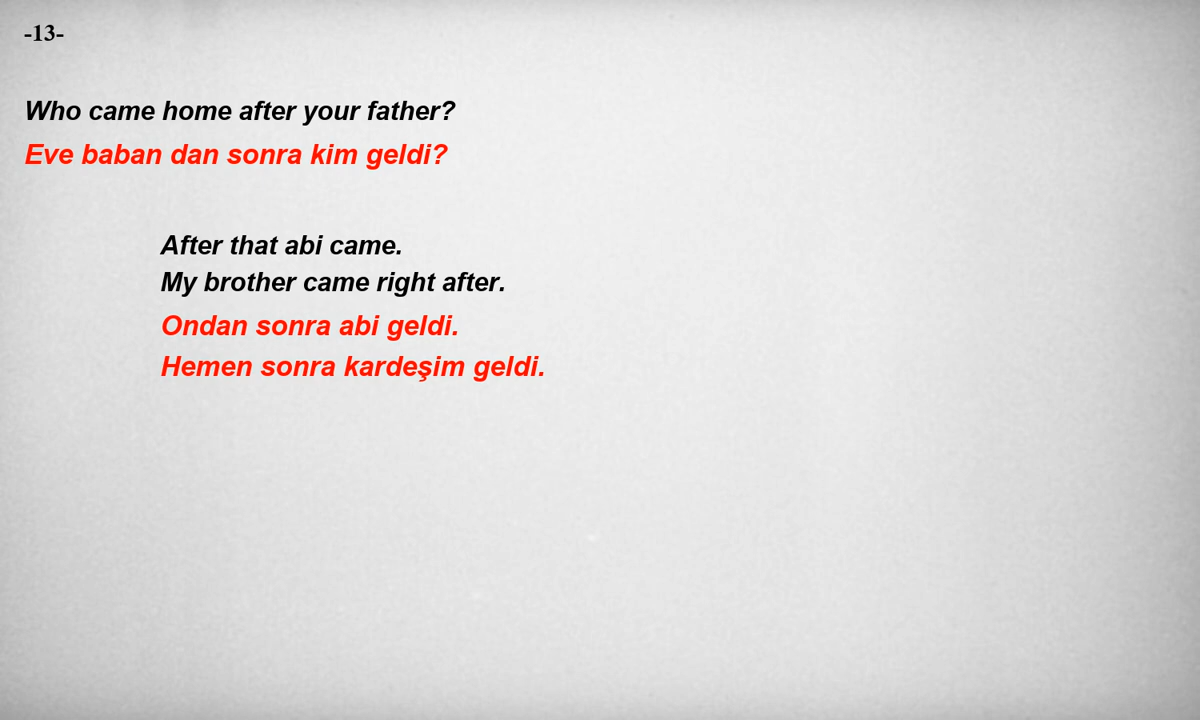 -13-
Who came home after your father?
Eve baban dan sonra kim geldi?
After that abi came.
My brother came right after.
Ondan sonra abi geldi.
Hemen sonra kardeşim geldi.